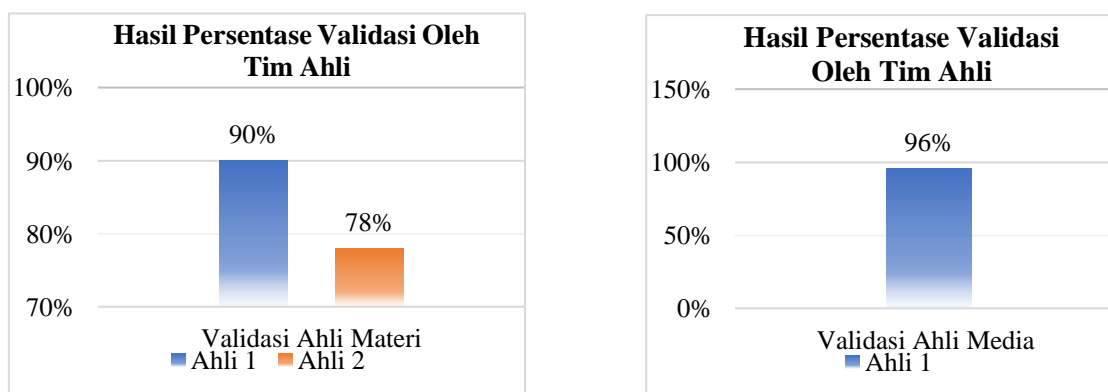 Hasil Persentase Validasi Oleh
Tim Ahli
100%
90%
90%
78%
80%
70%
Validasi Ahli Materi
Ahli 1 Ahli 2
Hasil Persentase Validasi
Oleh Tim Ahli
150%
96%
100%
50%
0%
Validasi Ahli Media
Ahli 1